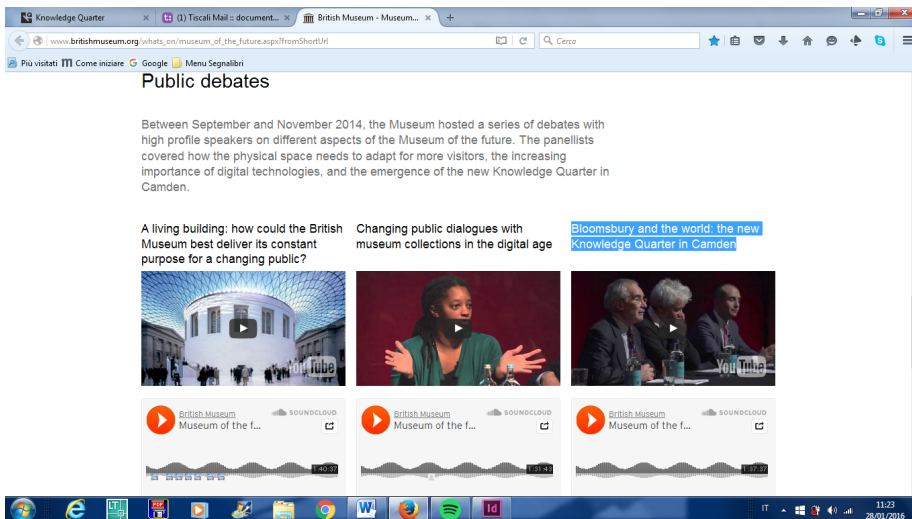 Knowledge Quarter
(1) Tiscali Mail :: document...
British Museum - Museum...
www.britishmuseum.org/whats_on/museum_of_the_future.aspx?fromShortUrl
Cerca
Più visitati
Come iniziare
Google
Menu Segnalibri
Public debates
Between September and November 2014, the Museum hosted a series of debates with
high profile speakers on different aspects of the Museum of the future. The panellists
covered how the physical space needs to adapt for more visitors, the increasing
importance of digital technologies, and the emergence of the new Knowledge Quarter in
Camden.
A living building: how could the British
Museum best deliver its constant
purpose for a changing public?
Changing public dialogues with
museum collections in the digital age
Bloomsbury and the world: the new
Knowledge Quarter in Camden
YouTube
YouTube
YouTube
British Museum
SOUNDCLOUD
Museum of the f...
1:40:37
British Museum
SOUNDCLOUD
Museum of the f...
1:31:43
British Museum
SOUNDCLOUD
Museum of the f...
1:37:37
IT
11:23
28/01/2016